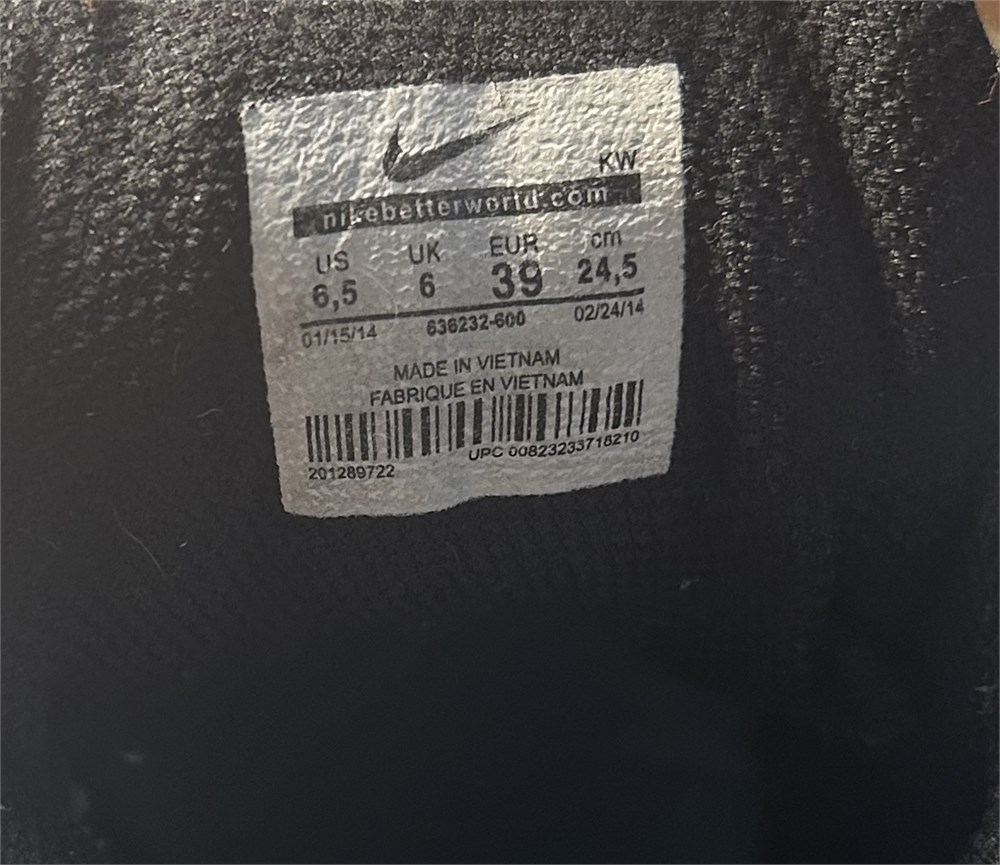 KW
nikebetterworld.com
US UK EUR cm
6,5 6 39 24,5
01/15/14 636232-600 02/24/14
MADE IN VIETNAM
FABRIQUE EN VIETNAM
UPC 00823233718210
201289722